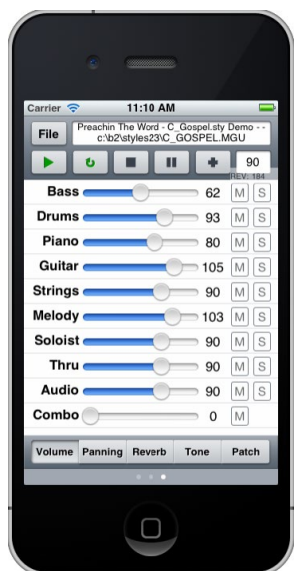 Carrier 11:10 AM
File
Preachin The Word - C_Gospel.sty Demo - -
c:\b2\styles23\C_GOSPEL.MGU
90
REV: 184
Bass 62 M S
Drums 93 M S
Piano 80 M S
Guitar 105 M S
Strings 90 M S
Melody 103 M S
Soloist 90 M S
Thru 90 M S
Audio 90 M S
Combo 0 M
Volume Panning Reverb Tone Patch